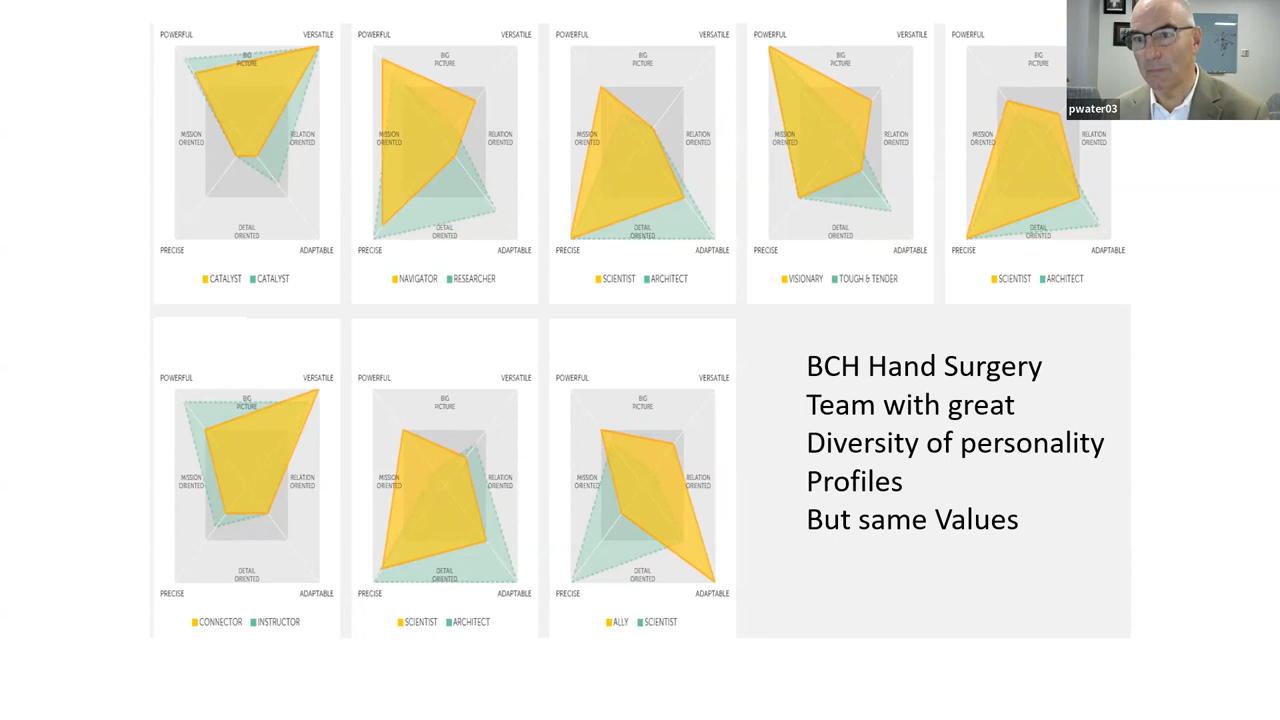 POWERFUL VERSATILE
BIG
PICTURE
MISSION
ORIENTED
RELATION
ORIENTED
DETAIL
ORIENTED
PRECISE ADAPTABLE
CATALYST CATALYST
POWERFUL VERSATILE
BIG
PICTURE
MISSION
ORIENTED
RELATION
ORIENTED
DETAIL
ORIENTED
PRECISE ADAPTABLE
NAVIGATOR RESEARCHER
POWERFUL VERSATILE
BIG
PICTURE
MISSION
ORIENTED
RELATION
ORIENTED
DETAIL
ORIENTED
PRECISE ADAPTABLE
SCIENTIST ARCHITECT
POWERFUL VERSATILE
BIG
PICTURE
MISSION
ORIENTED
RELATION
ORIENTED
DETAIL
ORIENTED
PRECISE ADAPTABLE
VISIONARY TOUGH & TENDER
POWERFUL
BIG
PICTURE
MISSION
ORIENTED
RELATION
ORIENTED
DETAIL
ORIENTED
PRECISE ADAPTABLE
SCIENTIST ARCHITECT
pwater03
POWERFUL VERSATILE
BIG
PICTURE
MISSION
ORIENTED
RELATION
ORIENTED
DETAIL
ORIENTED
PRECISE ADAPTABLE
CONNECTOR INSTRUCTOR
POWERFUL VERSATILE
BIG
PICTURE
MISSION
ORIENTED
RELATION
ORIENTED
DETAIL
ORIENTED
PRECISE ADAPTABLE
SCIENTIST ARCHITECT
POWERFUL VERSATILE
BIG
PICTURE
MISSION
ORIENTED
RELATION
ORIENTED
DETAIL
ORIENTED
PRECISE ADAPTABLE
ALLY SCIENTIST
BCH Hand Surgery
Team with great
Diversity of personality
Profiles
But same Values